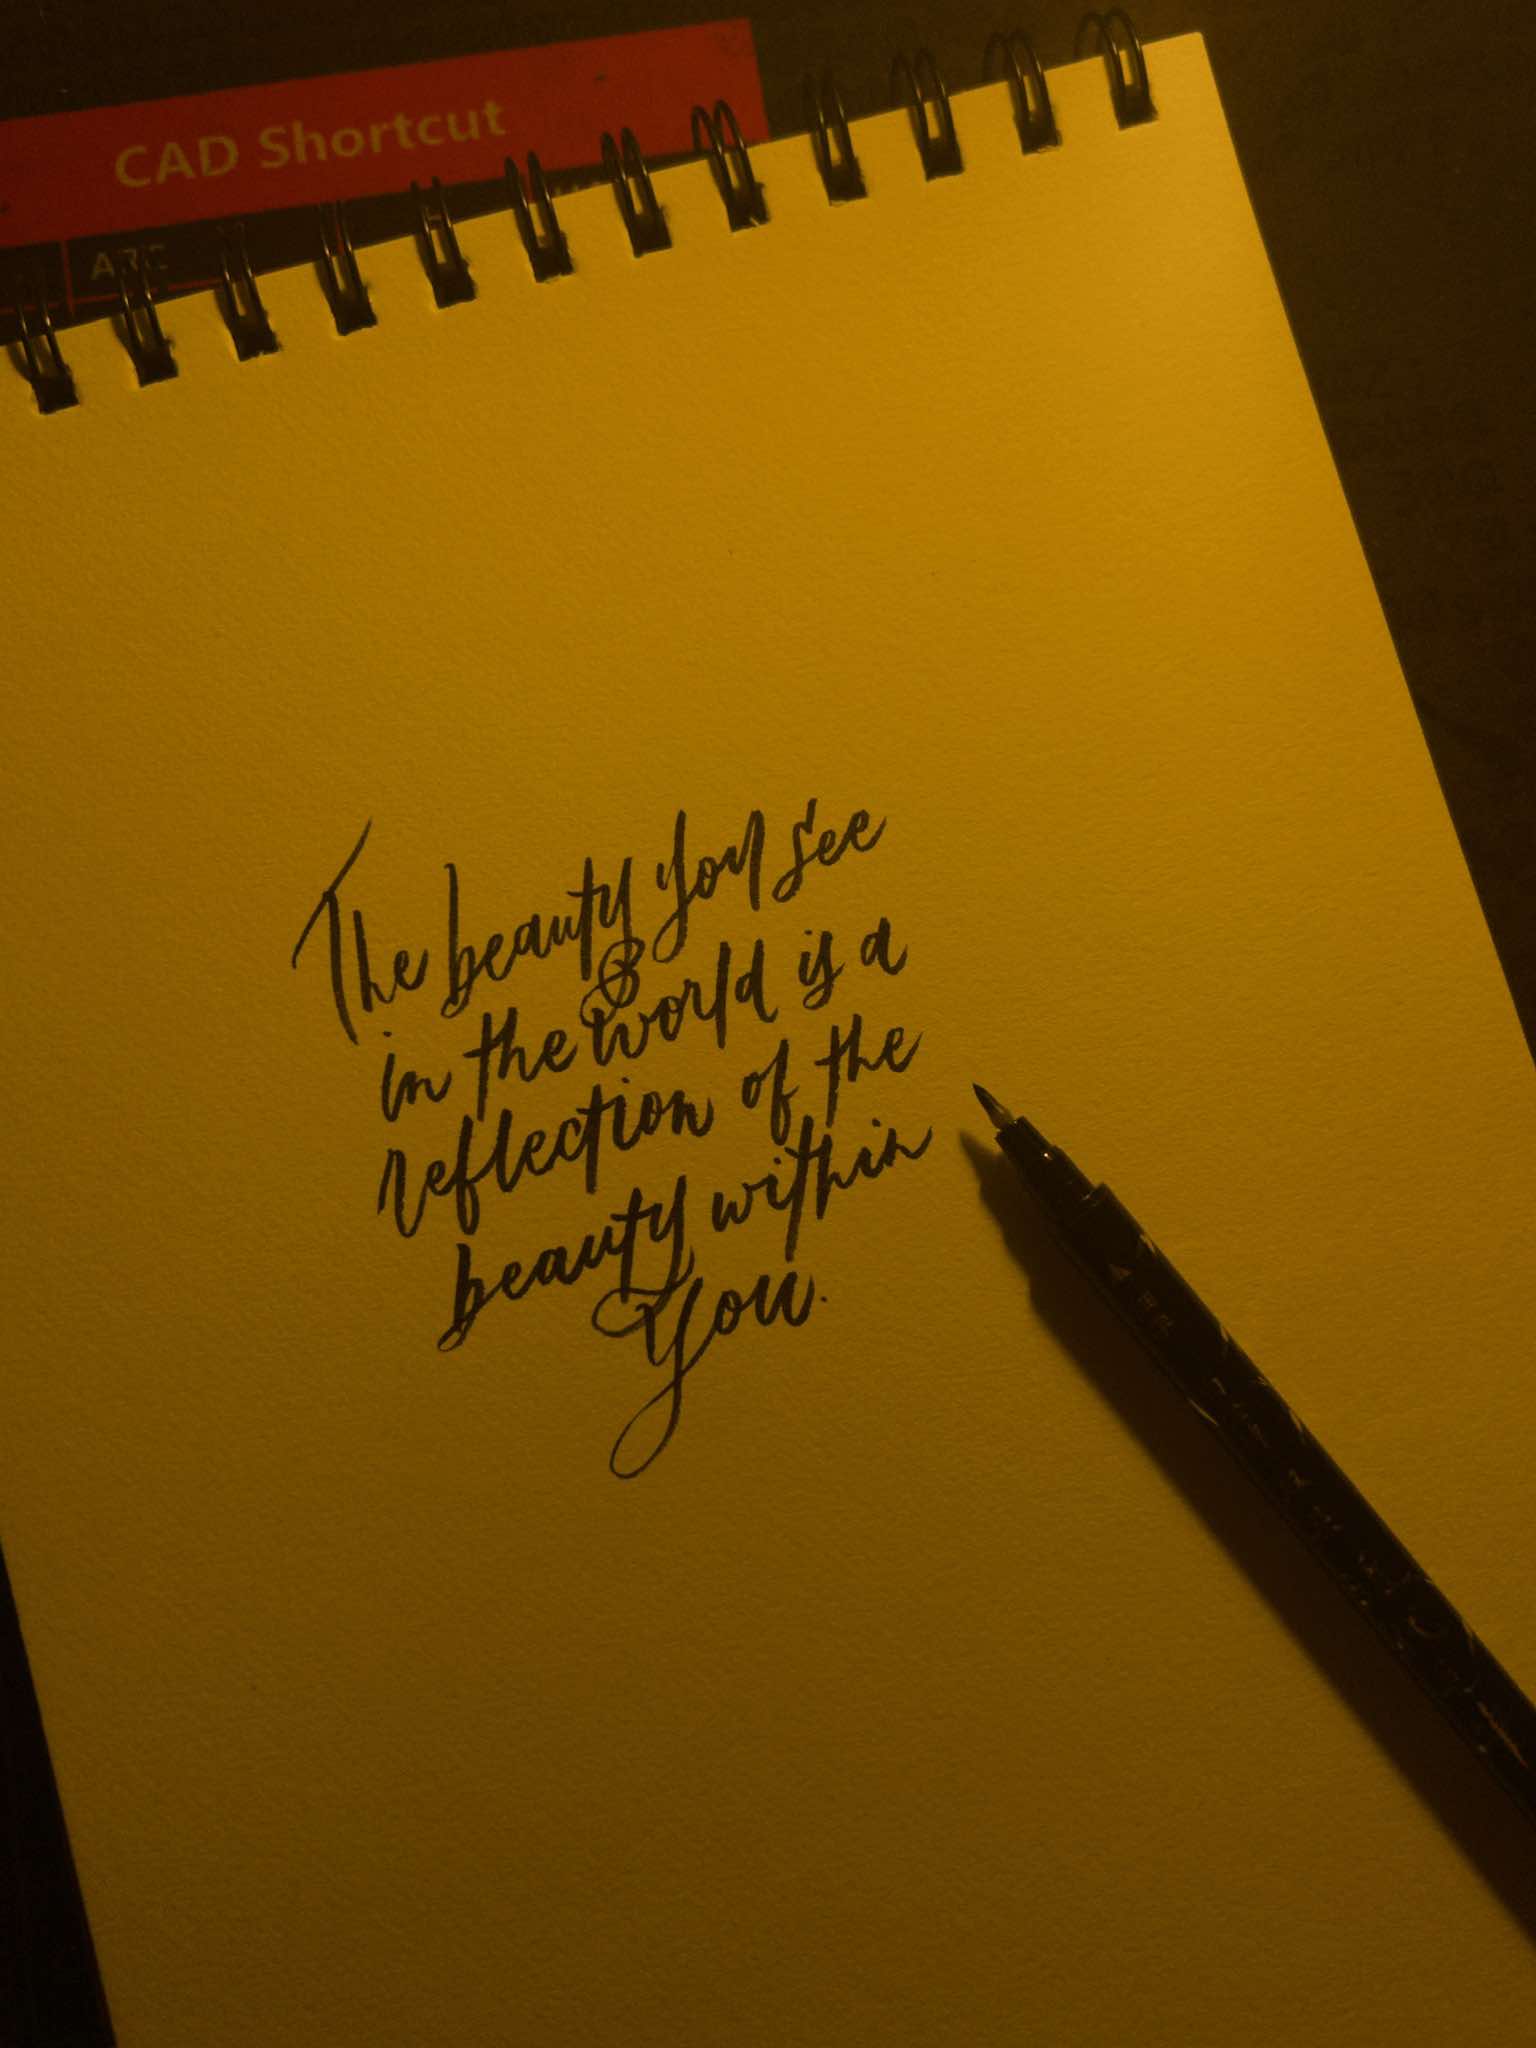 CAD Shortcut
ARC
The beauty you see
in the world is a
reflection of the
beauty within
you.